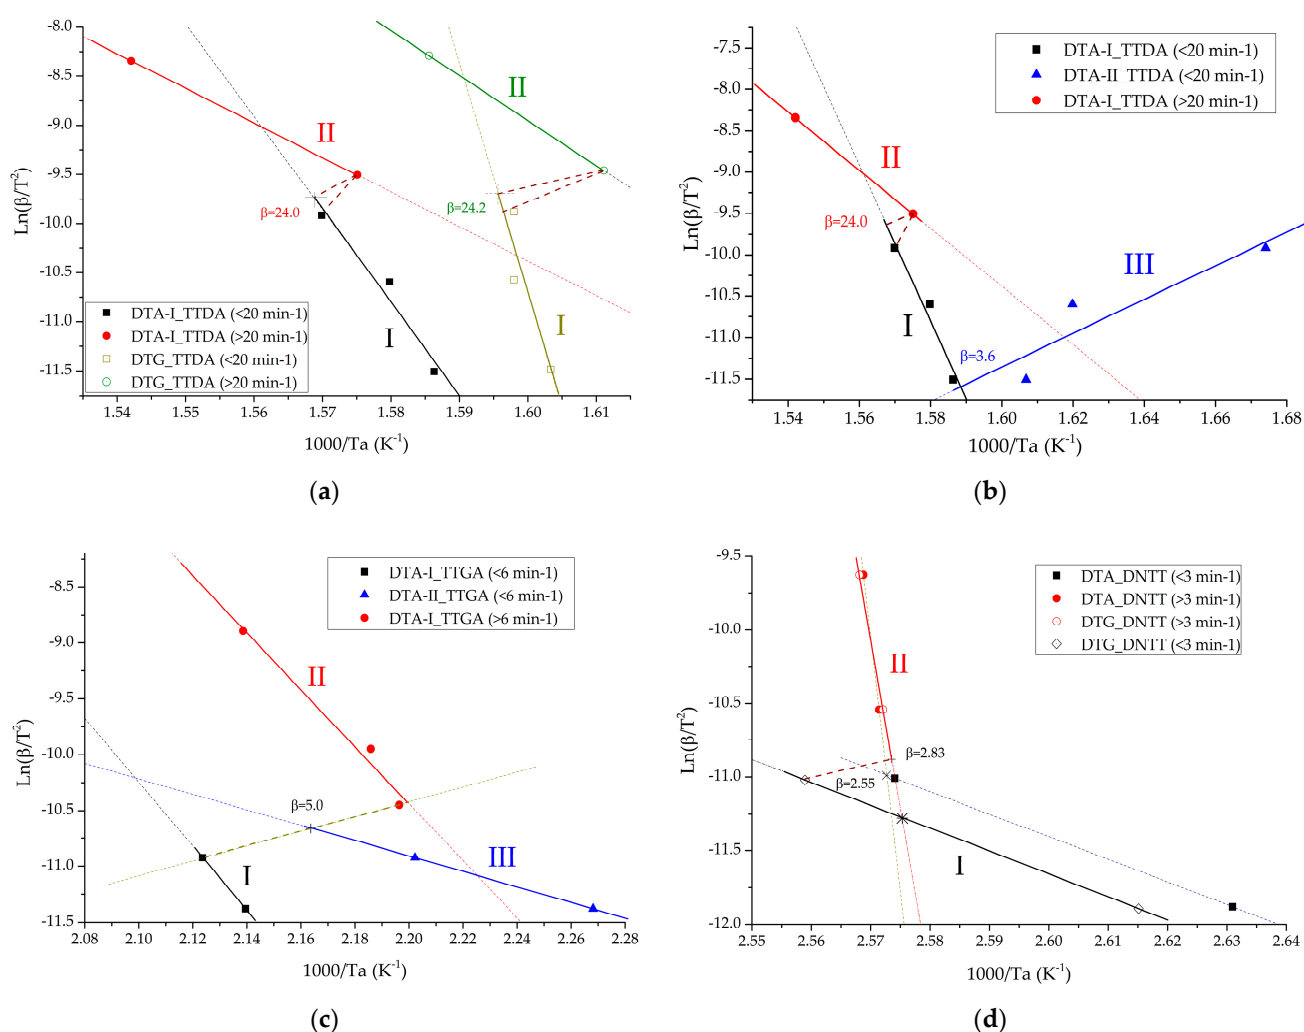 -8.0
-8.5
-9.0
-9.5
-10.0
-10.5
-11.0
-11.5
Ln(β/T²)
II
II
β=24.0
β=24.2
I
I
DTA-I_TTDA (<20 min-1)
DTA-I_TTDA (>20 min-1)
DTG_TTDA (<20 min-1)
DTG_TTDA (>20 min-1)
1.54 1.55 1.56 1.57 1.58 1.59 1.60 1.61
1000/Ta (K⁻¹)
(a)
-7.5
-8.0
-8.5
-9.0
-9.5
-10.0
-10.5
-11.0
-11.5
Ln(β/T²)
DTA-I_TTDA (<20 min-1)
DTA-II TTDA (<20 min-1)
DTA-I_TTDA (>20 min-1)
II
β=24.0
III
I
β=3.6
1.54 1.56 1.58 1.60 1.62 1.64 1.66 1.68
1000/Ta (K⁻¹)
(b)
-8.5
-9.0
-9.5
-10.0
-10.5
-11.0
-11.5
Ln(β/T²)
DTA-I_TTGA (<6 min-1)
DTA-II_TTGA (<6 min-1)
DTA-I_TTGA (>6 min-1)
II
β=5.0
III
I
2.08 2.10 2.12 2.14 2.16 2.18 2.20 2.22 2.24 2.26 2.28
1000/Ta (K⁻¹)
(c)
-9.5
-10.0
-10.5
-11.0
-11.5
-12.0
Ln(β/T²)
DTA_DNTT (<3 min-1)
DTA_DNTT (>3 min-1)
DTG_DNTT (>3 min-1)
DTG_DNTT (<3 min-1)
II
β=2.83
β=2.55
I
2.55 2.56 2.57 2.58 2.59 2.60 2.61 2.62 2.63 2.64
1000/Ta (K⁻¹)
(d)